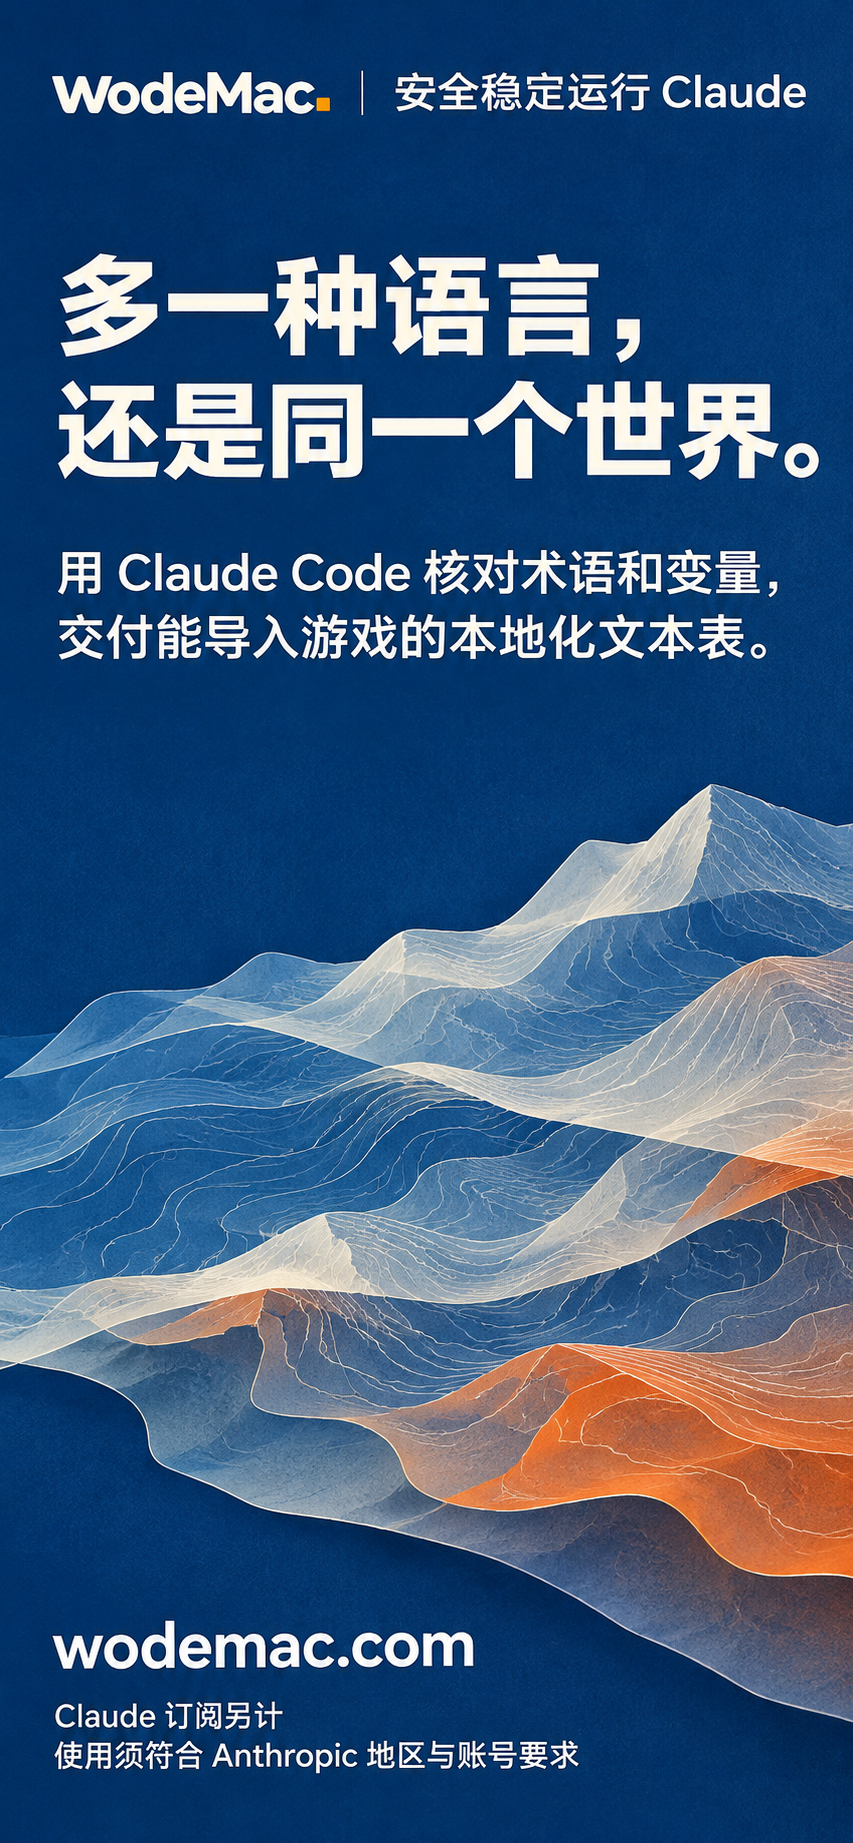 WodeMac. | 安全稳定运行 Claude
多一种语言，
还是同一个世界。
用 Claude Code 核对术语和变量，
交付能导入游戏的本地化文本表。
wodemac.com
Claude 订阅另计
使用须符合 Anthropic 地区与账号要求